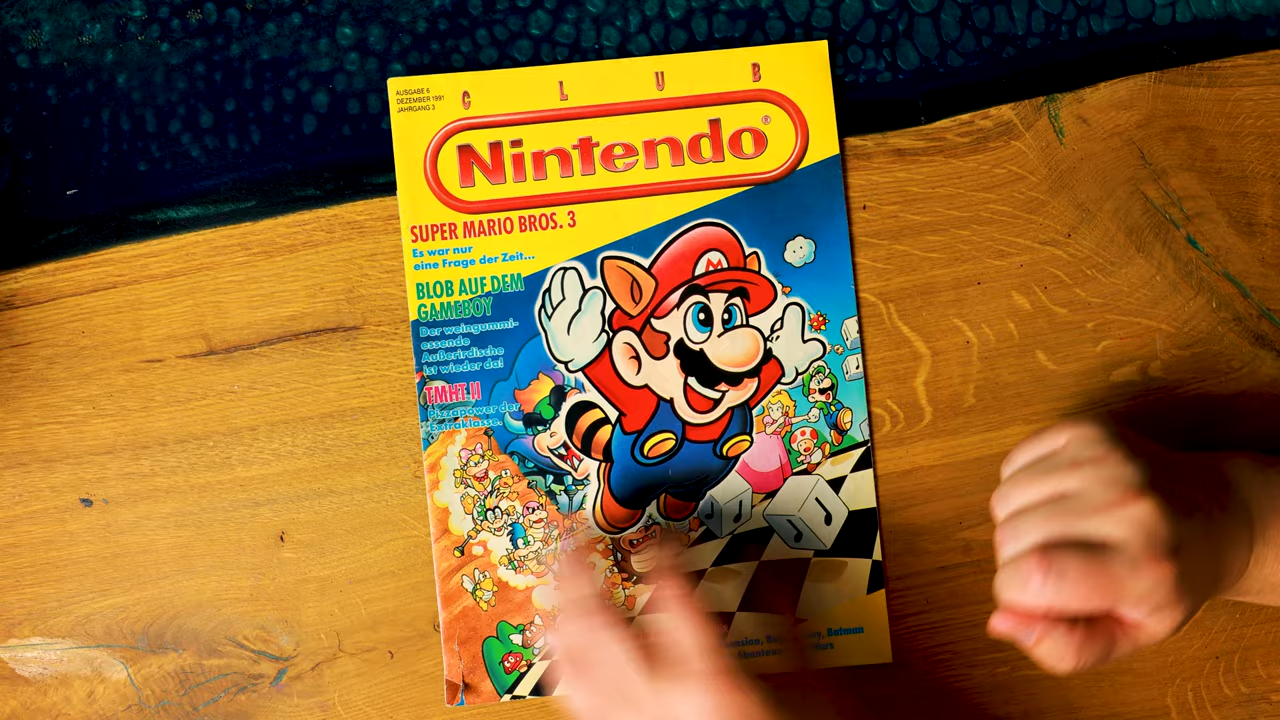 AUSGABE 6
DEZEMBER 1991
JAHRGANG 3
CLUB
Nintendo®
SUPER MARIO BROS. 3
Es war nur
eine Frage der Zeit...
BLOB AUF DEM
GAMEBOY
Der weingummi-
essende
Außerirdische
ist wieder da!
TMHT II
Pizzapower der
Extraklasse.
M
Batman